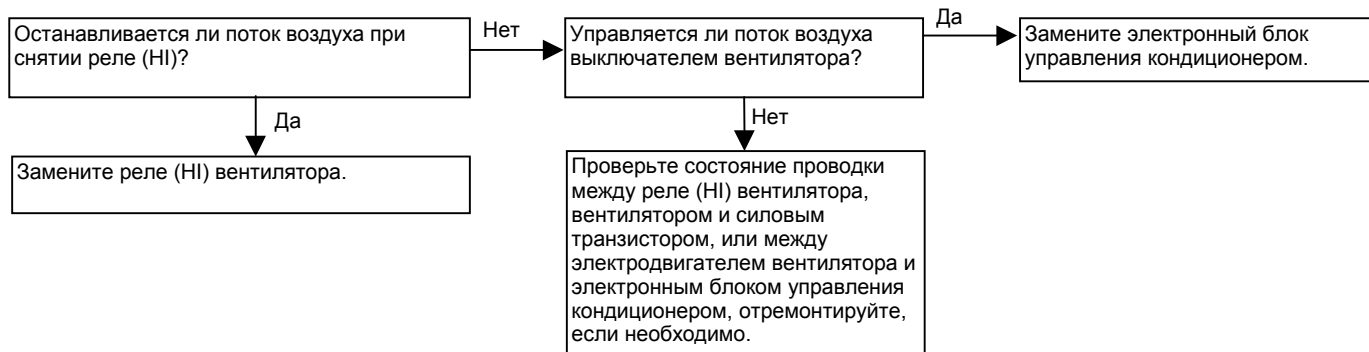 Останавливается ли поток воздуха при
снятии реле (HI)?
Нет
Управляется ли поток воздуха
выключателем вентилятора?
Да
Замените электронный блок
управления кондиционером.
Да
Замените реле (HI) вентилятора.
Нет
Проверьте состояние проводки
между реле (HI) вентилятора,
вентилятором и силовым
транзистором, или между
электродвигателем вентилятора и
электронным блоком управления
кондиционером, отремонтируйте,
если необходимо.